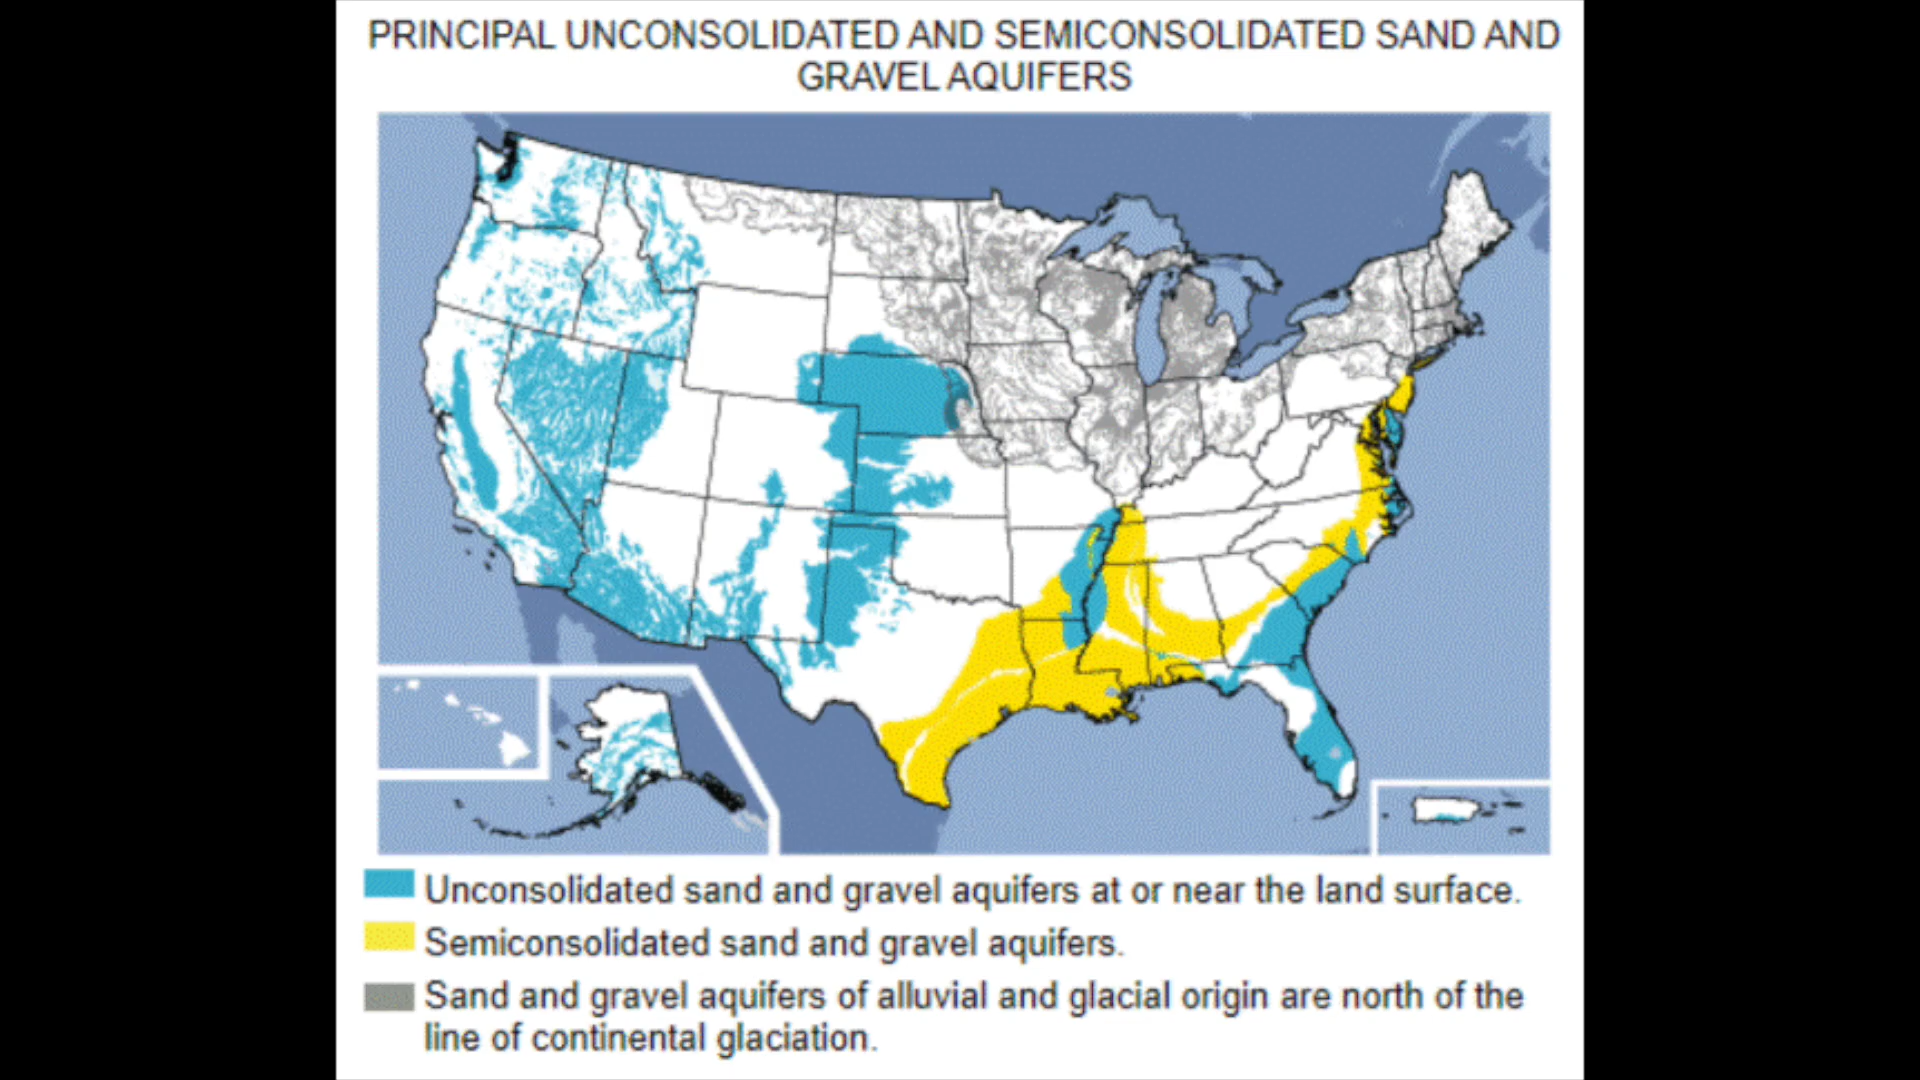 PRINCIPAL UNCONSOLIDATED AND SEMICONSOLIDATED SAND AND
GRAVEL AQUIFERS
Unconsolidated sand and gravel aquifers at or near the land surface.
Semiconsolidated sand and gravel aquifers.
Sand and gravel aquifers of alluvial and glacial origin are north of the
line of continental glaciation.